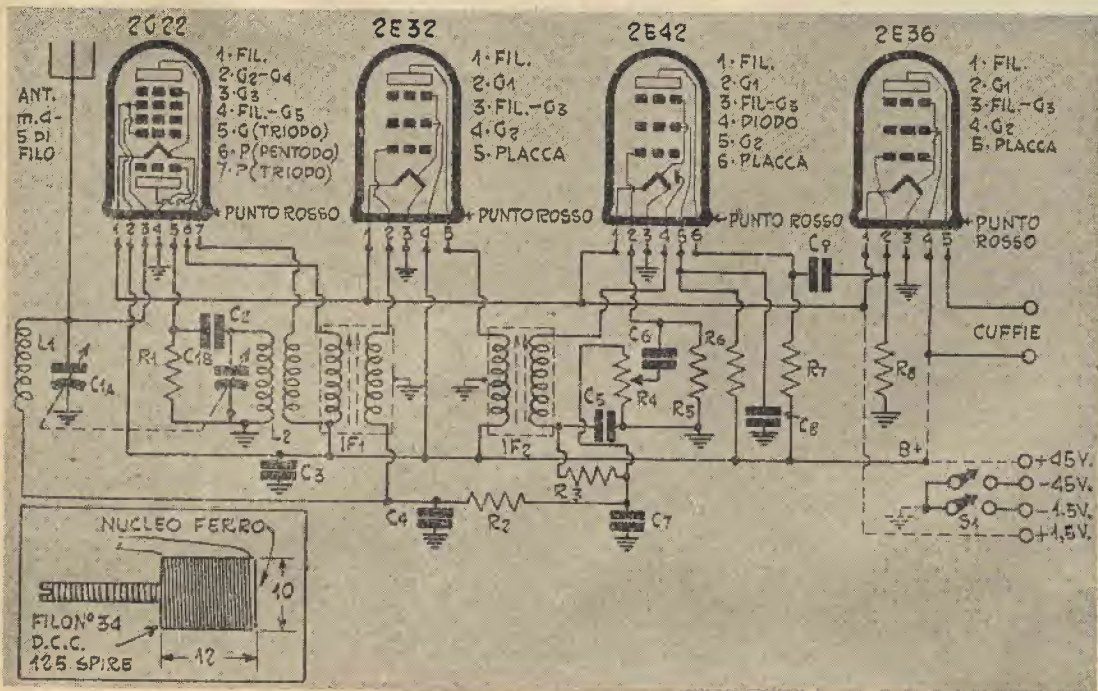 2G22
1·FIL.
2·G2-G4
3·G3
4·FIL-G5
5·G(TRIODO)
6·P(PENTODO)
7·P(TRIODO)
PUNTO ROSSO
1 2 3 4 5 6 7
2E32
1·FIL.
2·G1
3·FIL.-G3
4·G2
5·PLACCA
PUNTO ROSSO
1 2 3 4 5
2E42
1·FIL.
2·G1
3·FIL-G3
4·DIODO
5·G2
6·PLACCA
PUNTO ROSSO
1 2 3 4 5 6
2E36
1·FIL.
2·G1
3·FIL-G3
4·G2
5·PLACCA
PUNTO
ROSSO
1 2 3 4 5
ANT.
m.4-
5 DI
FILO
L1
C1A
R1
C2
C1B
L2
C3
IF1
IF2
C4
R2
R3
C5
C6
R4
R5
C7
R6
R7
C8
C9
R8
CUFFIE
B+
+45V.
-45V.
-1.5V.
+1,5V.
S1
NUCLEO FERRO
10
12
FILO Nº 34
D.C.C.
125 SPIRE